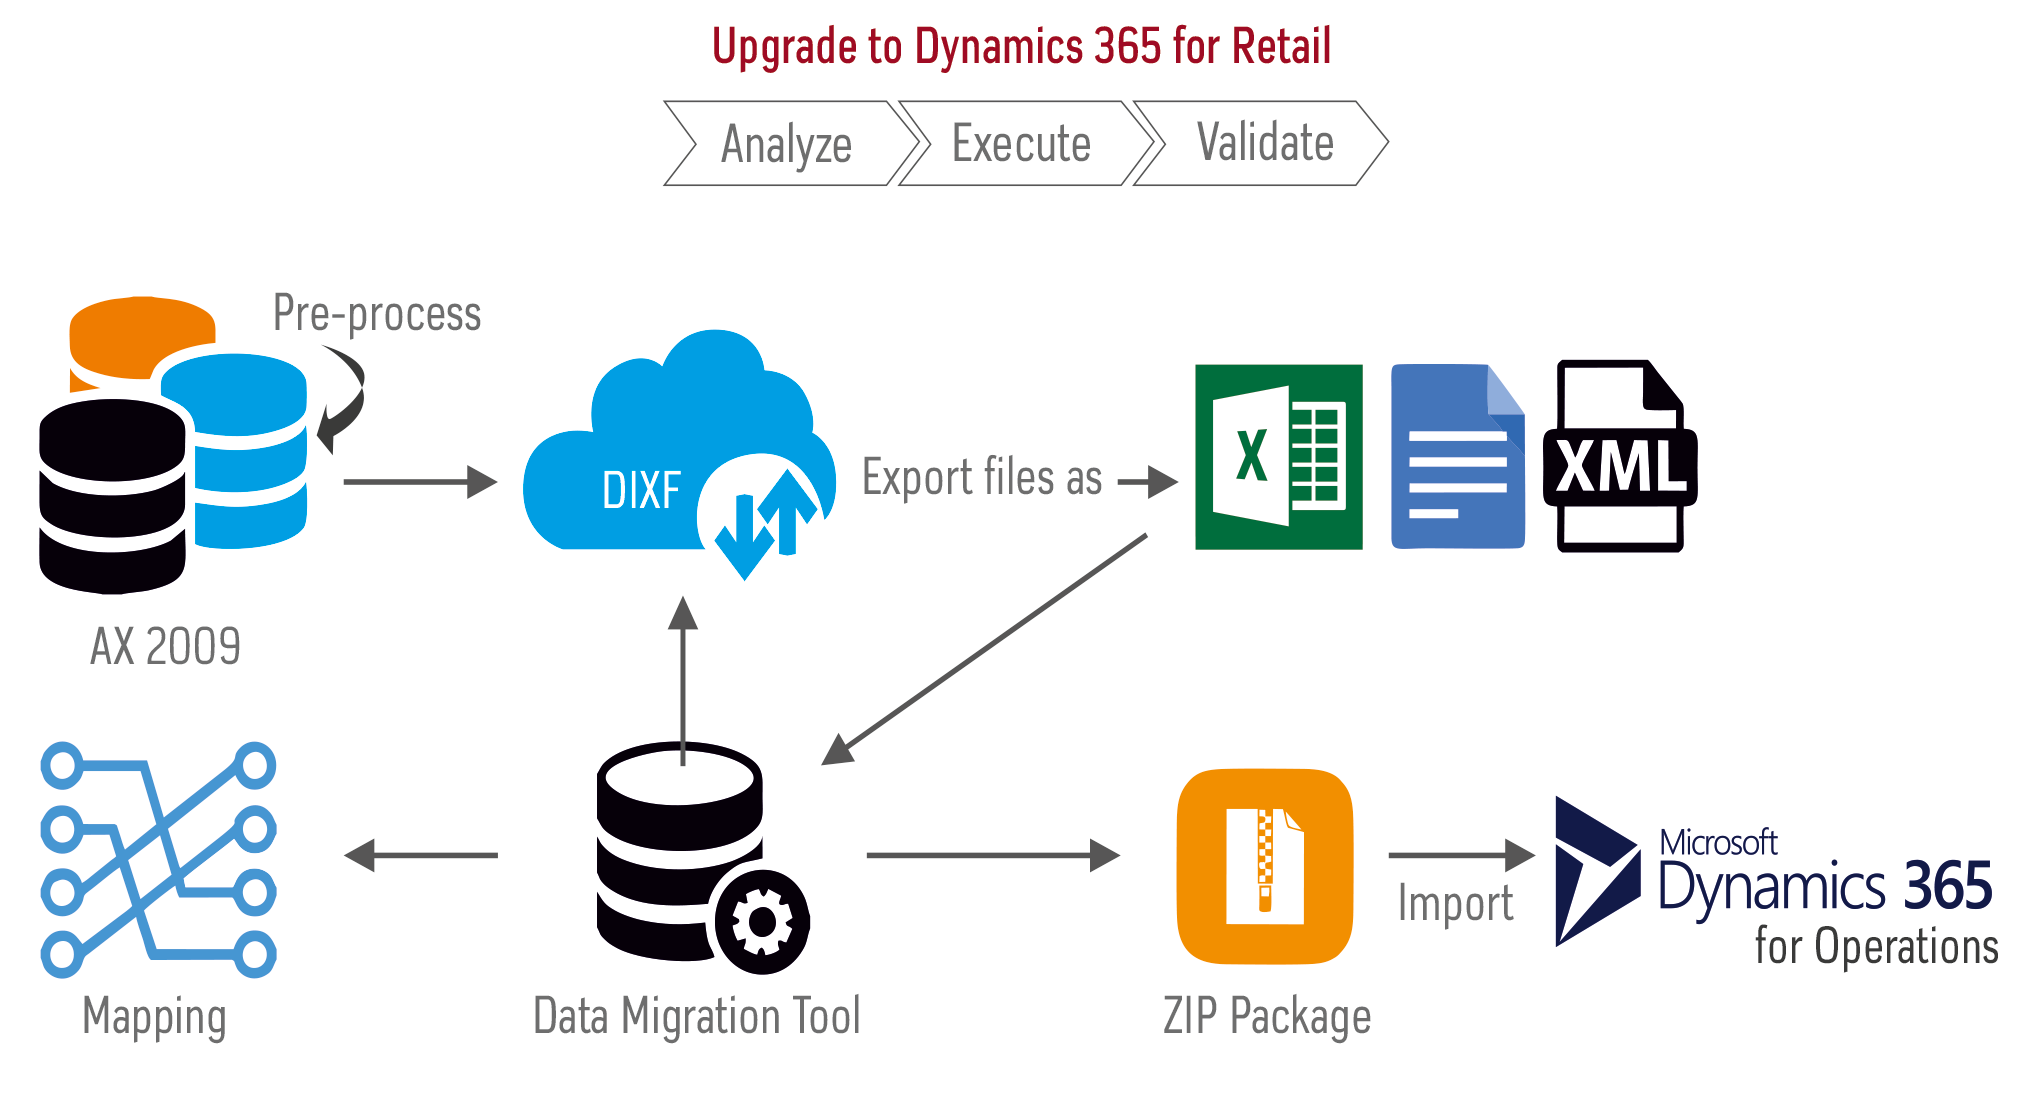 Upgrade to Dynamics 365 for Retail
Analyze
Execute
Validate
Pre-process
DIXF
Export files as
X
XML
AX 2009
Microsoft
Dynamics 365
for Operations
Import
Mapping
Data Migration Tool
ZIP Package